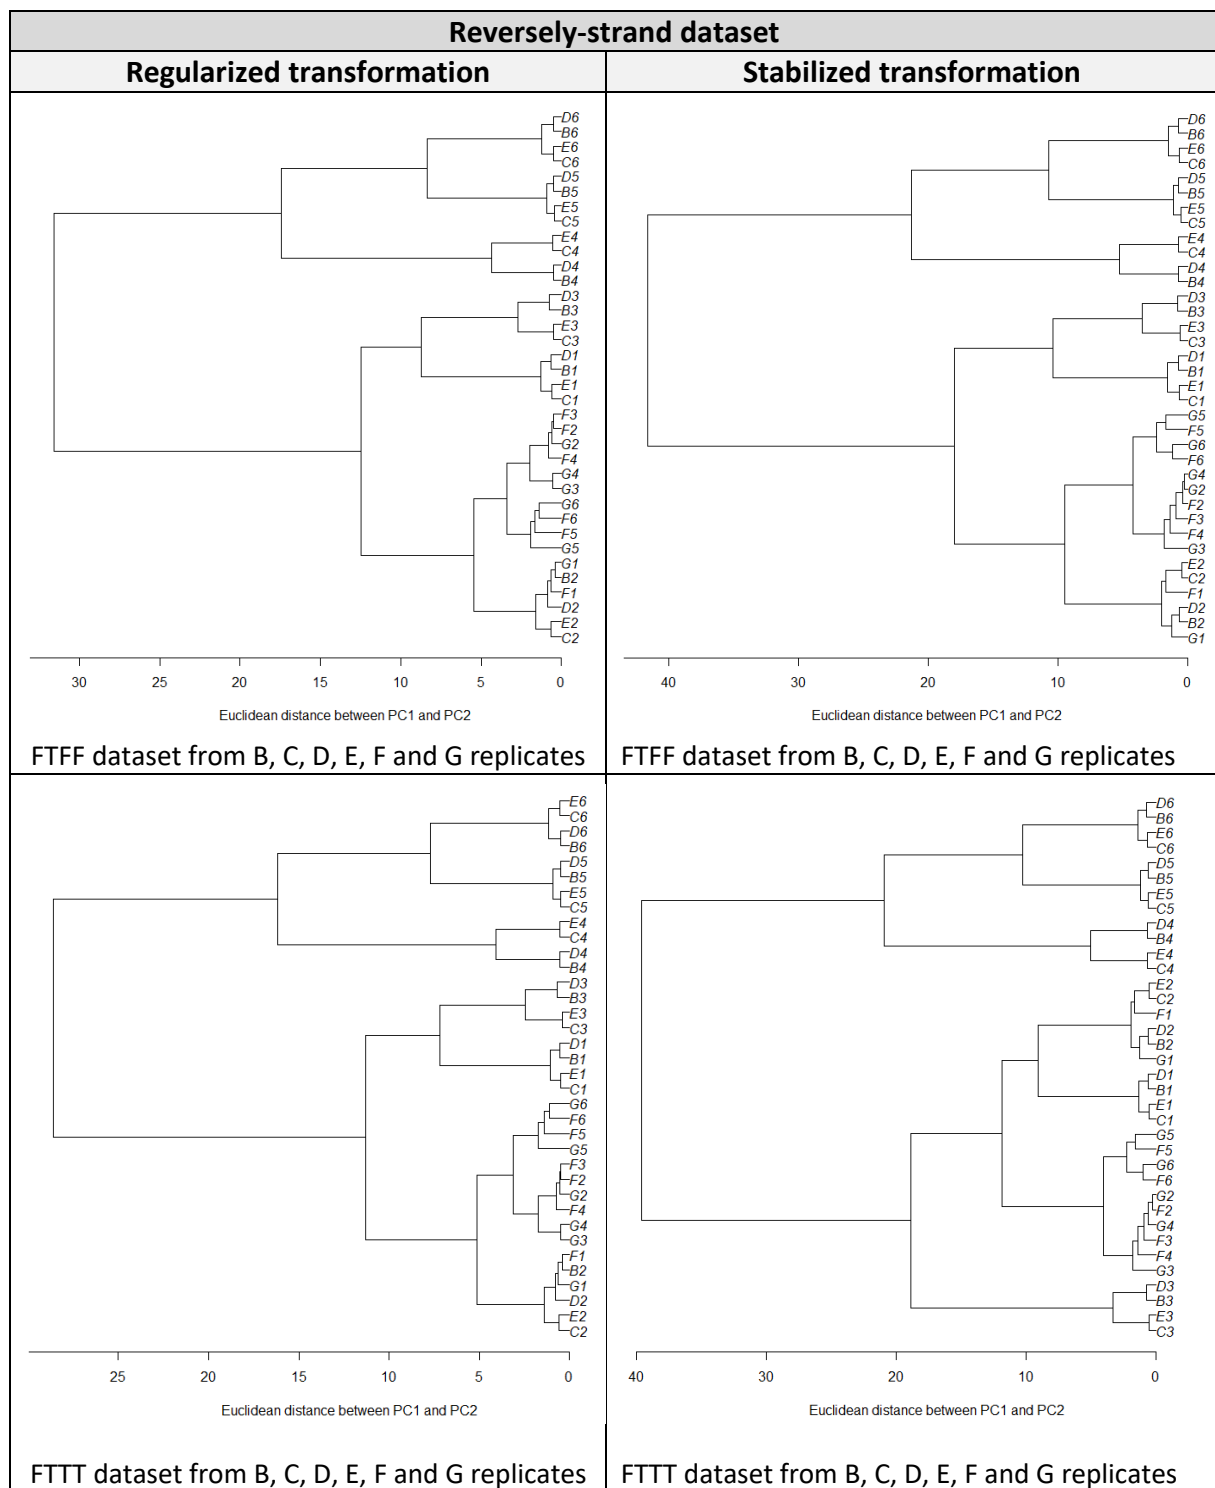 Reversely-strand dataset
Regularized transformation
Stabilized transformation
D6
B6
E6
C6
D5
B5
E5
C5
E4
C4
D4
B4
D3
B3
E3
C3
D1
B1
E1
C1
F3
F2
G2
F4
G4
G3
G6
F6
F5
G5
G1
B2
F1
D2
E2
C2
30 25 20 15 10 5 0
Euclidean distance between PC1 and PC2
FTFF dataset from B, C, D, E, F and G replicates
D6
B6
E6
C6
D5
B5
E5
C5
E4
C4
D4
B4
D3
B3
E3
C3
D1
B1
E1
C1
G5
F5
G6
F6
G4
G2
F2
F3
F4
G3
E2
C2
F1
D2
B2
G1
40 30 20 10 0
Euclidean distance between PC1 and PC2
FTFF dataset from B, C, D, E, F and G replicates
E6
C6
D6
B6
D5
B5
E5
C5
E4
C4
D4
B4
D3
B3
E3
C3
D1
B1
E1
C1
G6
F6
F5
G5
F3
F2
G2
F4
G4
G3
F1
B2
G1
D2
E2
C2
25 20 15 10 5 0
Euclidean distance between PC1 and PC2
FTTT dataset from B, C, D, E, F and G replicates
D6
B6
E6
C6
D5
B5
E5
C5
D4
B4
E4
C4
E2
C2
F1
D2
B2
G1
D1
B1
E1
C1
G5
F5
G6
F6
G2
F2
G4
F3
F4
G3
D3
B3
E3
C3
40 30 20 10 0
Euclidean distance between PC1 and PC2
FTTT dataset from B, C, D, E, F and G replicates